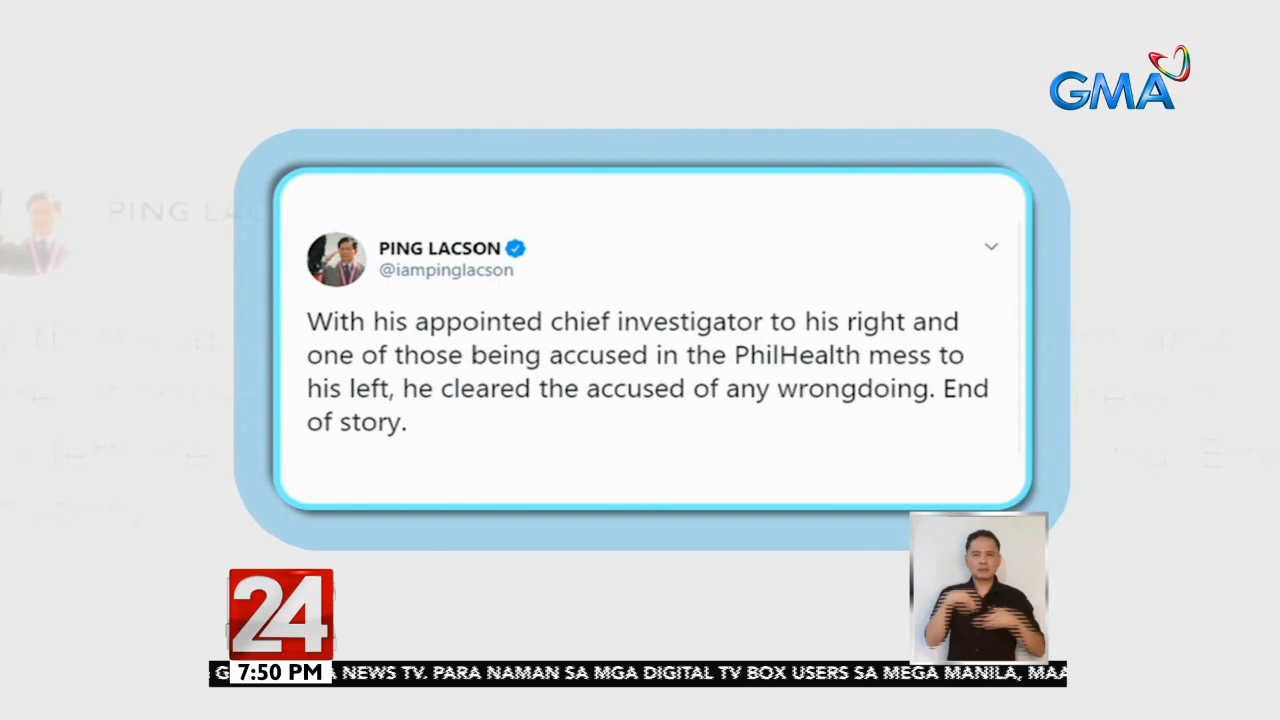 GMA
PING LAC
PING LACSON
@iampinglacson
With his appointed chief investigator to his right and
one of those being accused in the PhilHealth mess to
his left, he cleared the accused of any wrongdoing. End
of story.
24
7:50 PM
NEWS TV. PARA NAMAN SA MGA DIGITAL TV BOX USERS SA MEGA MANILA,